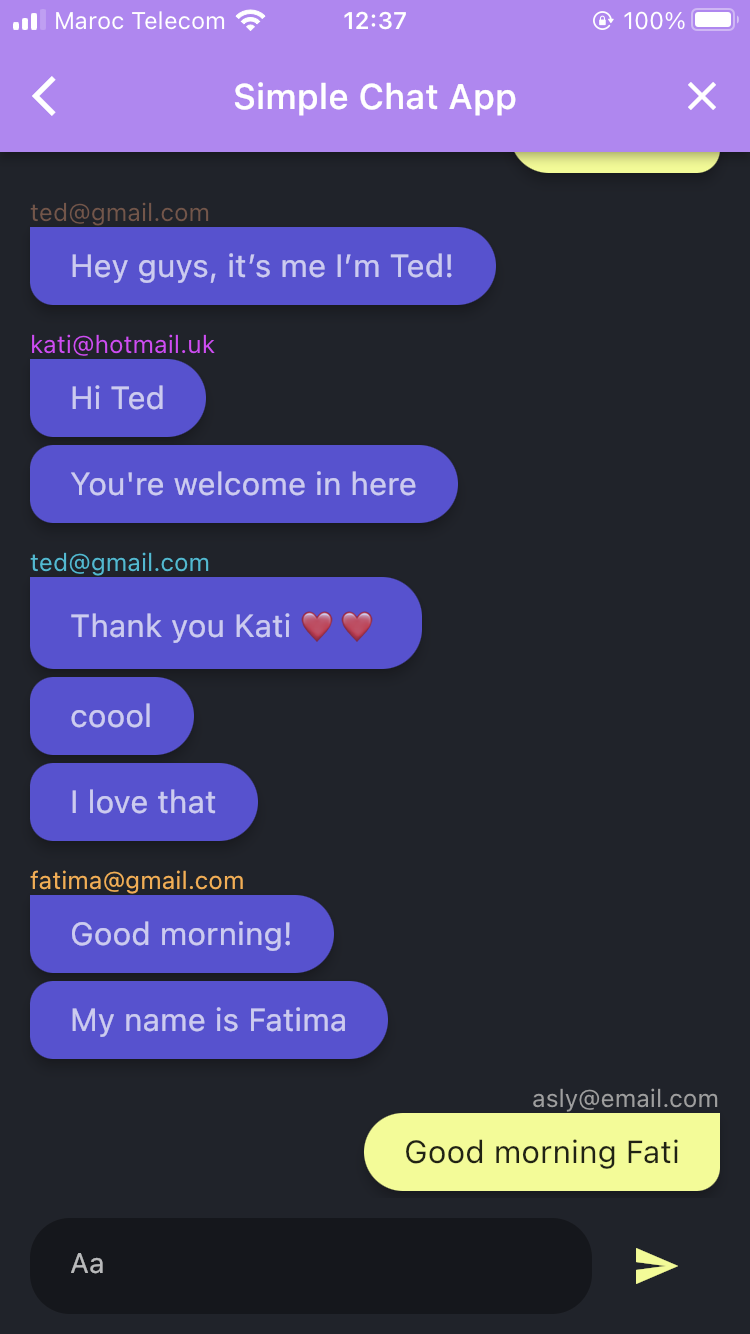 Maroc Telecom 12:37 100%
Simple Chat App
ted@gmail.com
Hey guys, it’s me I’m Ted!
kati@hotmail.uk
Hi Ted
You're welcome in here
ted@gmail.com
Thank you Kati ❤️ ❤️
coool
I love that
fatima@gmail.com
Good morning!
My name is Fatima
asly@email.com
Good morning Fati
Aa